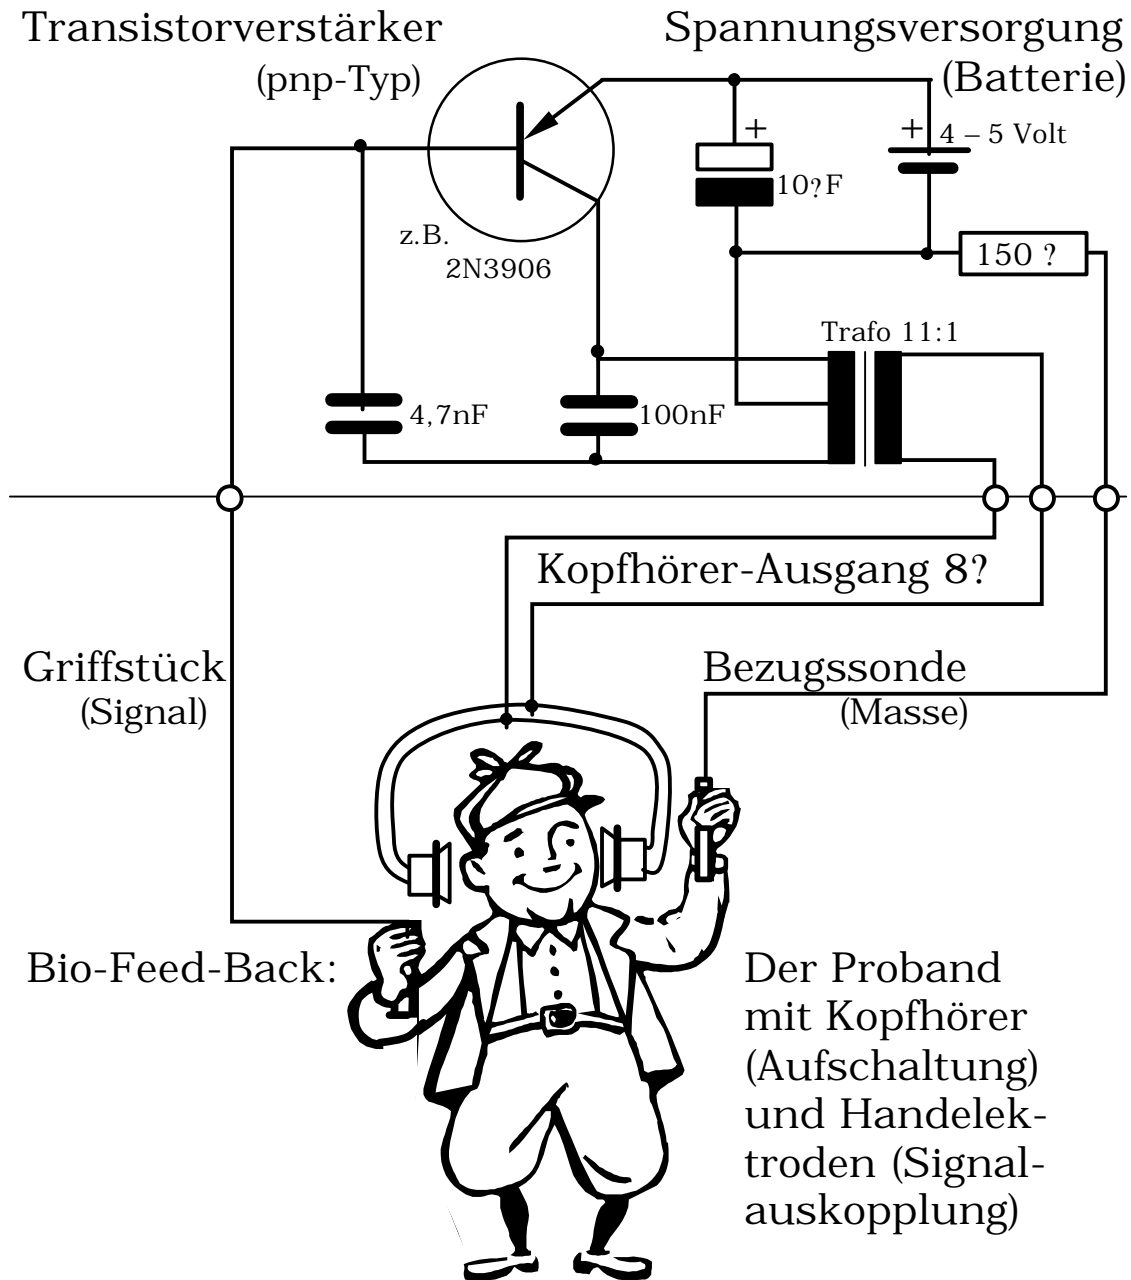 Transistorverstärker
(pnp-Typ)
Spannungsversorgung
(Batterie)
+
+
4 – 5 Volt
10?F
z.B.
2N3906
150 ?
Trafo 11:1
4,7nF
100nF
Kopfhörer-Ausgang 8?
Griffstück
(Signal)
Bezugssonde
(Masse)
Bio-Feed-Back:
Der Proband
mit Kopfhörer
(Aufschaltung)
und Handelek-
troden (Signal-
auskopplung)